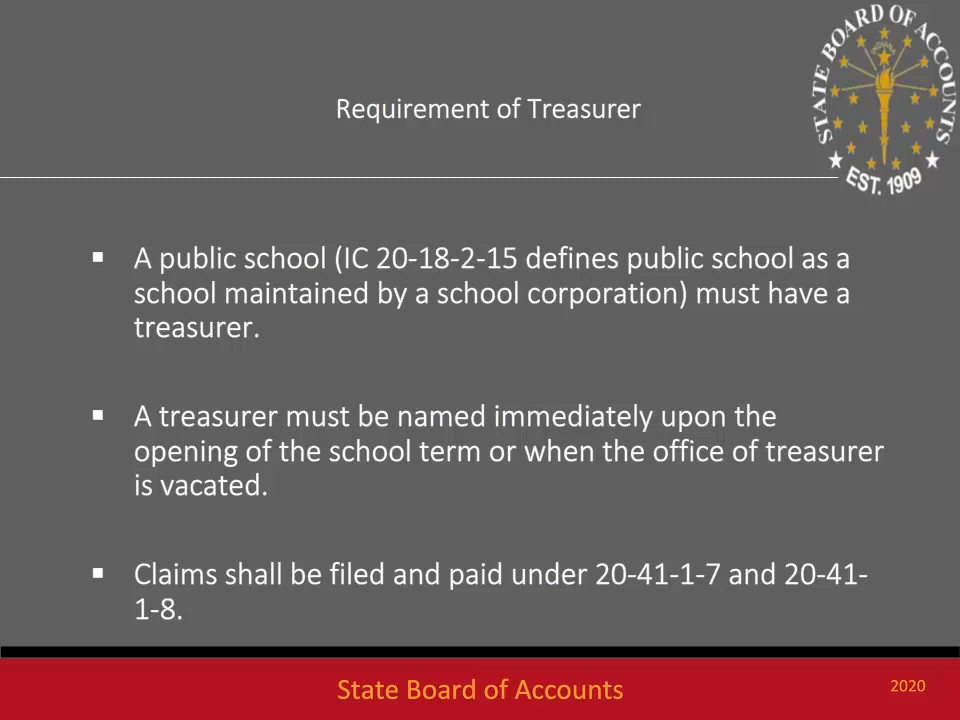 STATE BOARD OF ACCOUNTS
INDIANA
EST. 1909
Requirement of Treasurer
▪ A public school (IC 20-18-2-15 defines public school as a
school maintained by a school corporation) must have a
treasurer.
▪ A treasurer must be named immediately upon the
opening of the school term or when the office of treasurer
is vacated.
▪ Claims shall be filed and paid under 20-41-1-7 and 20-41-
1-8.
State Board of Accounts
2020